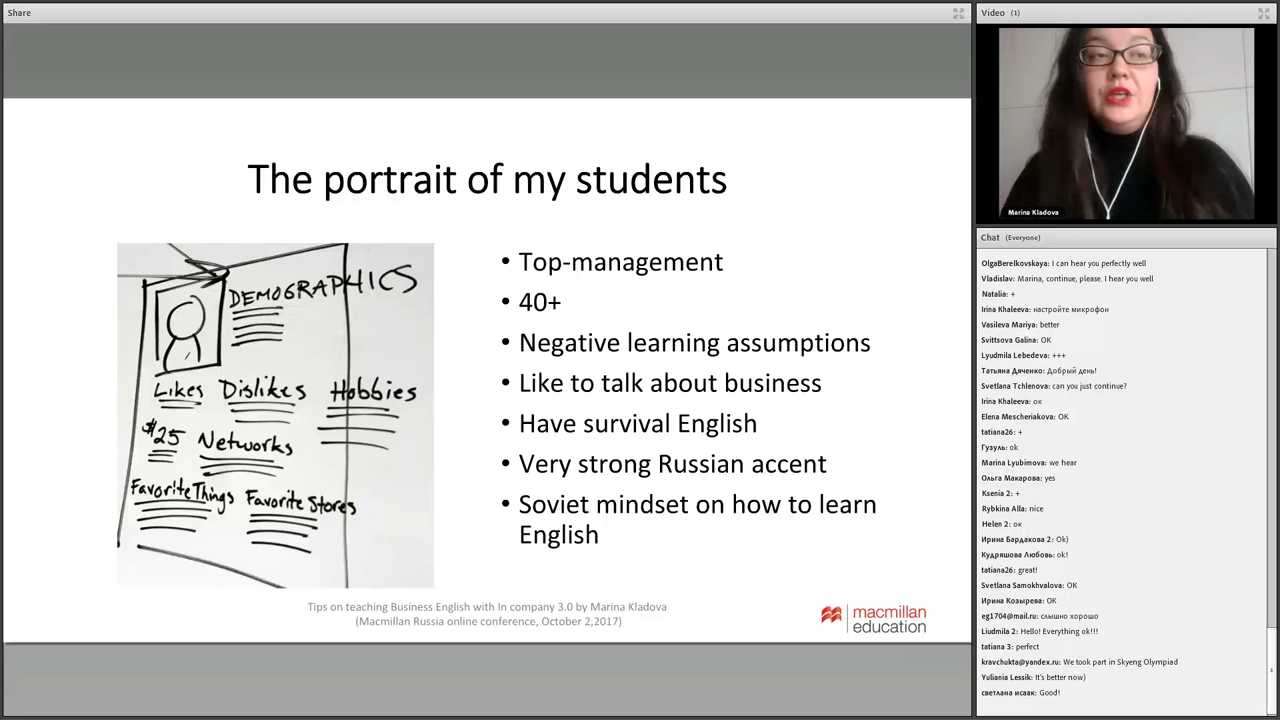 Share
The portrait of my students
DEMOGRAPHICS
Likes Dislikes Hobbies
$25 Networks
Favorite Things Favorite Stores
• Top-management
• 40+
• Negative learning assumptions
• Like to talk about business
• Have survival English
• Very strong Russian accent
• Soviet mindset on how to learn
English
Tips on teaching Business English with In company 3.0 by Marina Kladova
(Macmillan Russia online conference, October 2,2017)
macmillan
education
Video (1)
Marina Kladova
Chat (Everyone)
OlgaBerelkovskaya: I can hear you perfectly well
Vladislav: Marina, continue, please. I hear you well
Natalia: +
Irina Khaleeva: настройте микрофон
Vasileva Mariya: better
Svittsova Galina: OK
Lyudmila Lebedeva: +++
Татьяна Дяченко: Добрый день!
Svetlana Tchlenova: can you just continue?
Irina Khaleeva: ок
Elena Mescheriakova: OK
tatiana26: +
Гузуль: ok
Marina Lyubimova: we hear
Ольга Макарова: yes
Ksenia 2: +
Rybkina Alla: nice
Helen 2: ок
Ирина Бардакова 2: Ok)
Кудряшова Любовь: ok!
tatiana26: great!
Svetlana Samokhvalova: OK
Ирина Козырева: ОК
eg1704@mail.ru: слышно хорошо
Liudmila 2: Hello! Everything ok!!!
tatiana 3: perfect
kravchukta@yandex.ru: We took part in Skyeng Olympiad
Yuliania Lessik: It's better now)
светлана исаак: Good!